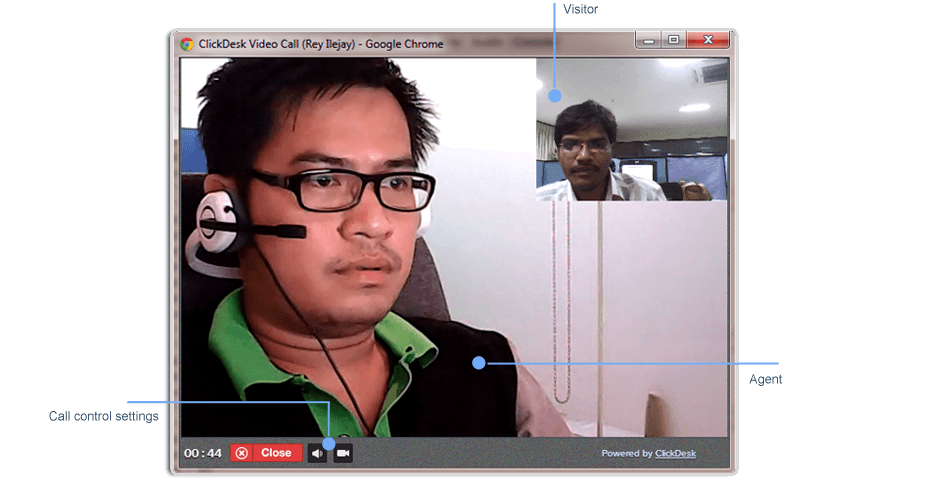 Visitor
ClickDesk Video Call (Rey Ilejay) - Google Chrome
Agent
Call control settings
00:44
Close
Powered by ClickDesk